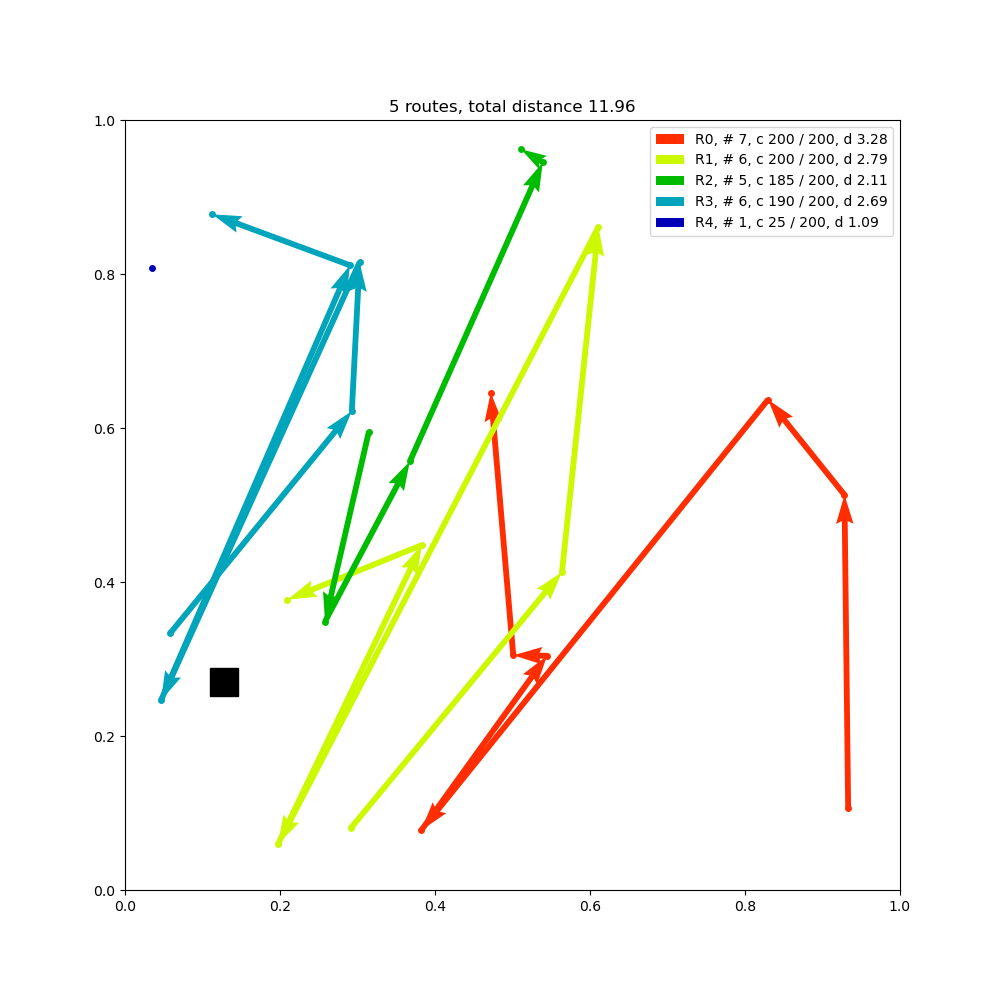 5 routes, total distance 11.96
R0, # 7, c 200 / 200, d 3.28
R1, # 6, c 200 / 200, d 2.79
R2, # 5, c 185 / 200, d 2.11
R3, # 6, c 190 / 200, d 2.69
R4, # 1, c 25 / 200, d 1.09
1.0
0.8
0.6
0.4
0.2
0.0
0.0 0.2 0.4 0.6 0.8 1.0